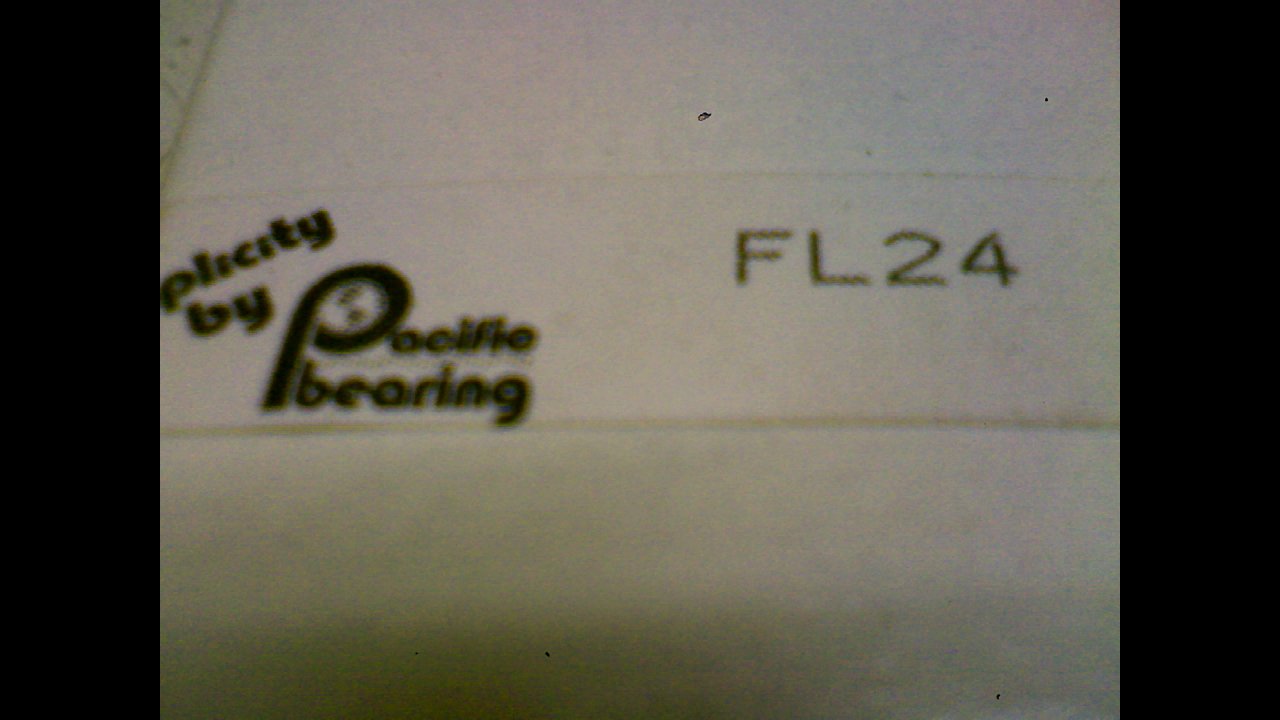 plicity
by
Pacific
bearing
FL24